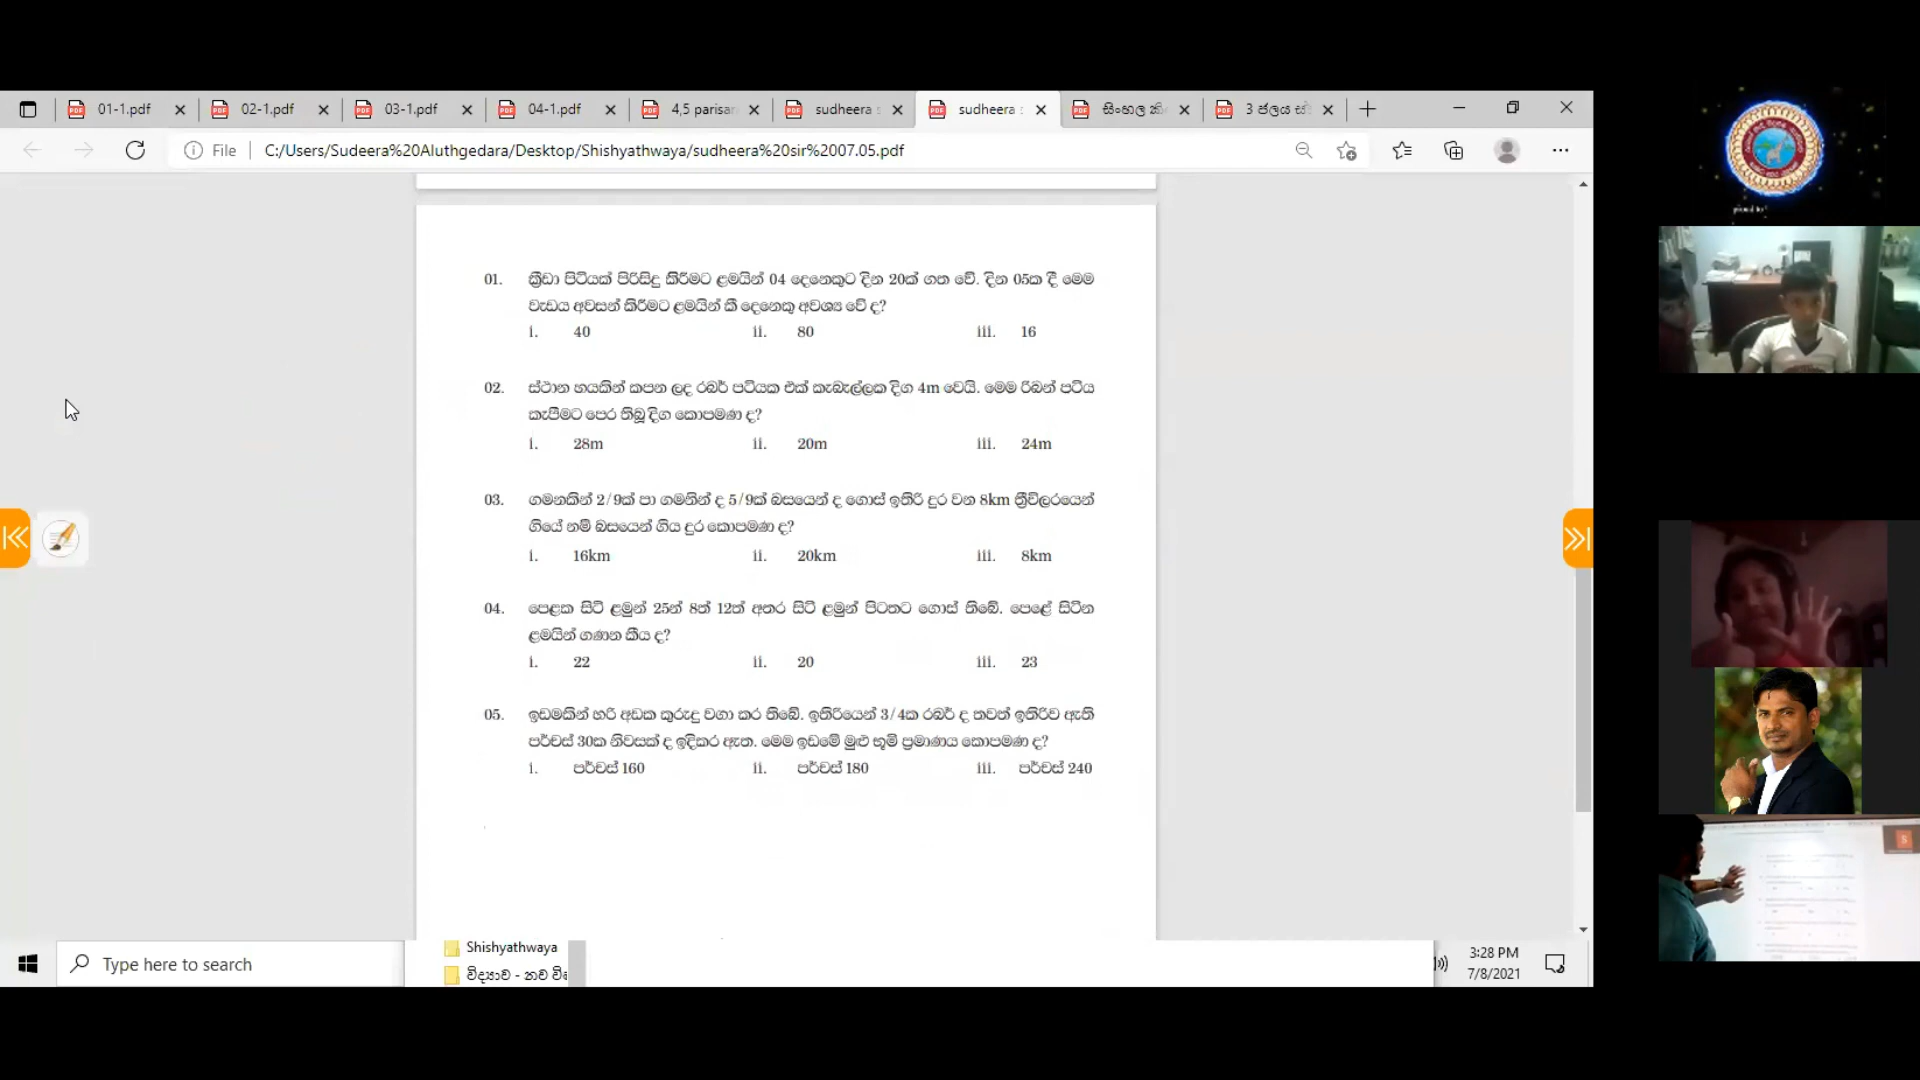 01-1.pdf
02-1.pdf
03-1.pdf
04-1.pdf
4,5 parisar
sudheera s
sudheera s
3 ජලය
File C:/Users/Sudeera%20Aluthgedara/Desktop/Shishyathwaya/sudheera%20sir%2007.05.pdf
01. ක්‍රීඩා පිටියක් පිරිසිදු කිරීමට ළමයින් 04 දෙනෙකුට දින 20ක් ගත වේ. දින 05ක දී මෙම
වැඩය අවසන් කිරීමට ළමයින් කී දෙනෙකු අවශ්‍ය වේ ද?
i. 40 ii. 80 iii. 16
02. ස්ථාන හයකින් කපන ලද රබර් පටියක එක් කැබැල්ලක දිග 4m වෙයි. මෙම රිබන් පටිය
කැපීමට පෙර තිබූ දිග කොපමණ ද?
i. 28m ii. 20m iii. 24m
03. ගමනකින් 2/9ක් පා ගමනින් ද 5/9ක් බසයෙන් ද ගොස් ඉතිරි දුර වන 8km ත්‍රීවිලරයෙන්
ගියේ නම් බසයෙන් ගිය දුර කොපමණ ද?
i. 16km ii. 20km iii. 8km
04. පෙළක සිටි ළමුන් 25න් 8ත් 12ත් අතර සිටි ළමුන් පිටතට ගොස් තිබේ. පෙළේ සිටින
ළමයින් ගණන කීය ද?
i. 22 ii. 20 iii. 23
05. ඉඩමකින් හරි අඩක කුරුදු වගා කර තිබේ. ඉතිරියෙන් 3/4ක රබර් ද තවත් ඉතිරිව ඇති
පර්චස් 30ක නිවසක් ද ඉදිකර ඇත. මෙම ඉඩමේ මුළු භූමි ප්‍රමාණය කොපමණ ද?
i. පර්චස් 160 ii. පර්චස් 180 iii. පර්චස් 240
Shishyathwaya
විද්‍යාව - නව
Type here to search
3:28 PM
7/8/2021
proud to
S